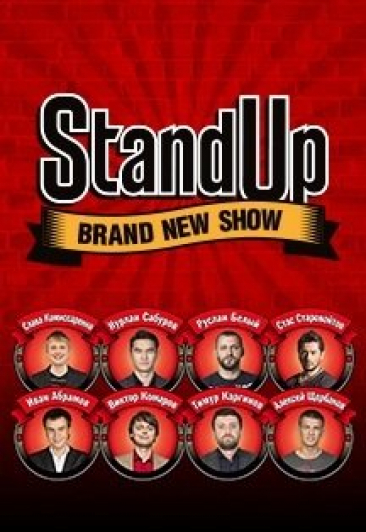 StandUp
BRAND NEW SHOW
Слава Комиссаренко
Нурлан Сабуров
Руслан Белый
Стас Старовойтов
Иван Абрамов
Виктор Комаров
Тимур Каргинов
Алексей Щербаков